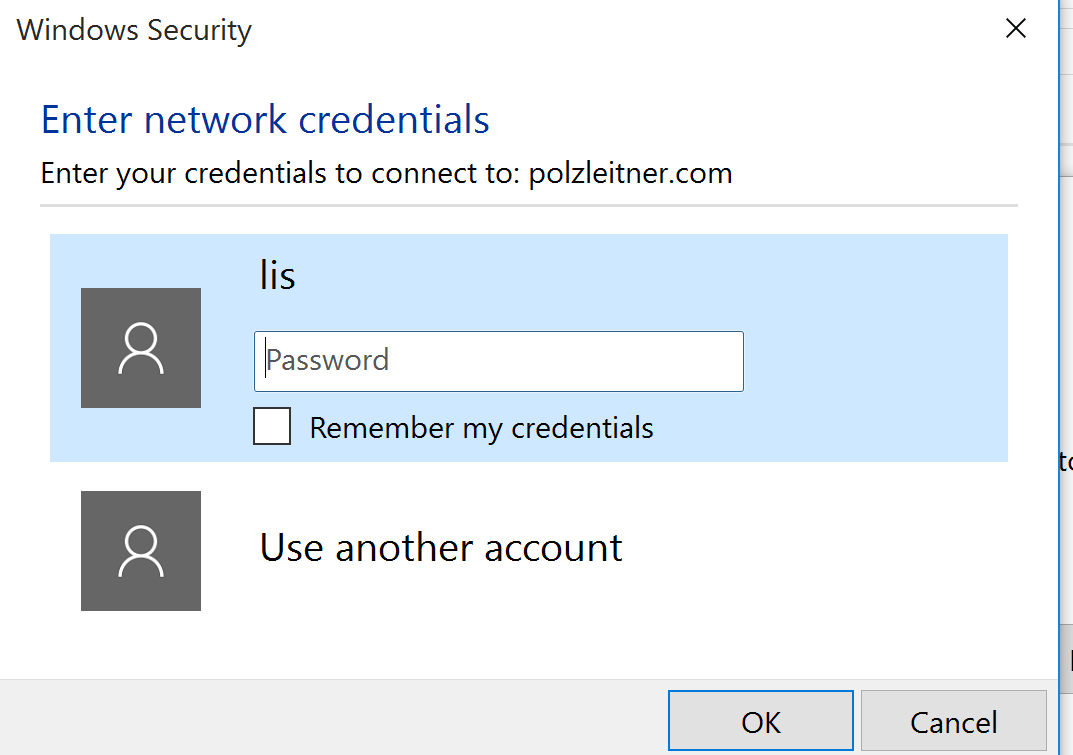 Windows Security
Enter network credentials
Enter your credentials to connect to: polzleitner.com
lis
Password
Remember my credentials
Use another account
OK
Cancel